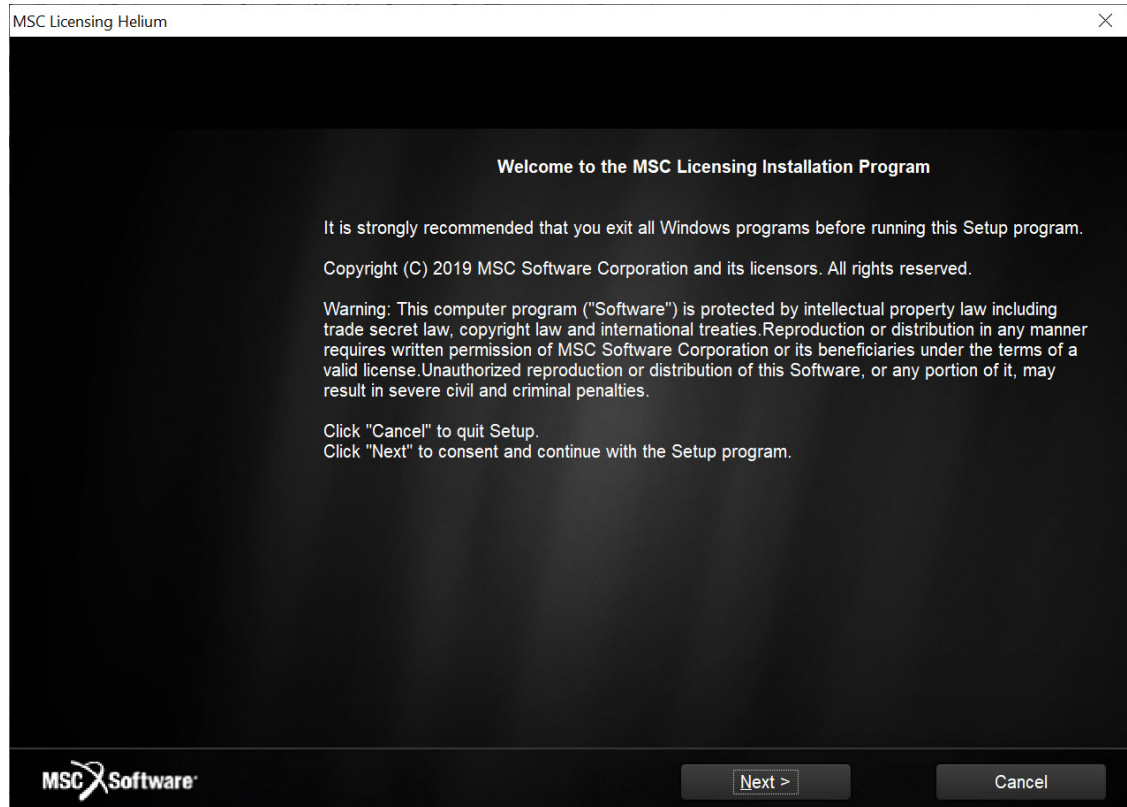 MSC Licensing Helium
Welcome to the MSC Licensing Installation Program
It is strongly recommended that you exit all Windows programs before running this Setup program.
Copyright (C) 2019 MSC Software Corporation and its licensors. All rights reserved.
Warning: This computer program ("Software") is protected by intellectual property law including
trade secret law, copyright law and international treaties.Reproduction or distribution in any manner
requires written permission of MSC Software Corporation or its beneficiaries under the terms of a
valid license.Unauthorized reproduction or distribution of this Software, or any portion of it, may
result in severe civil and criminal penalties.
Click "Cancel" to quit Setup.
Click "Next" to consent and continue with the Setup program.
MSC Software
Next >
Cancel